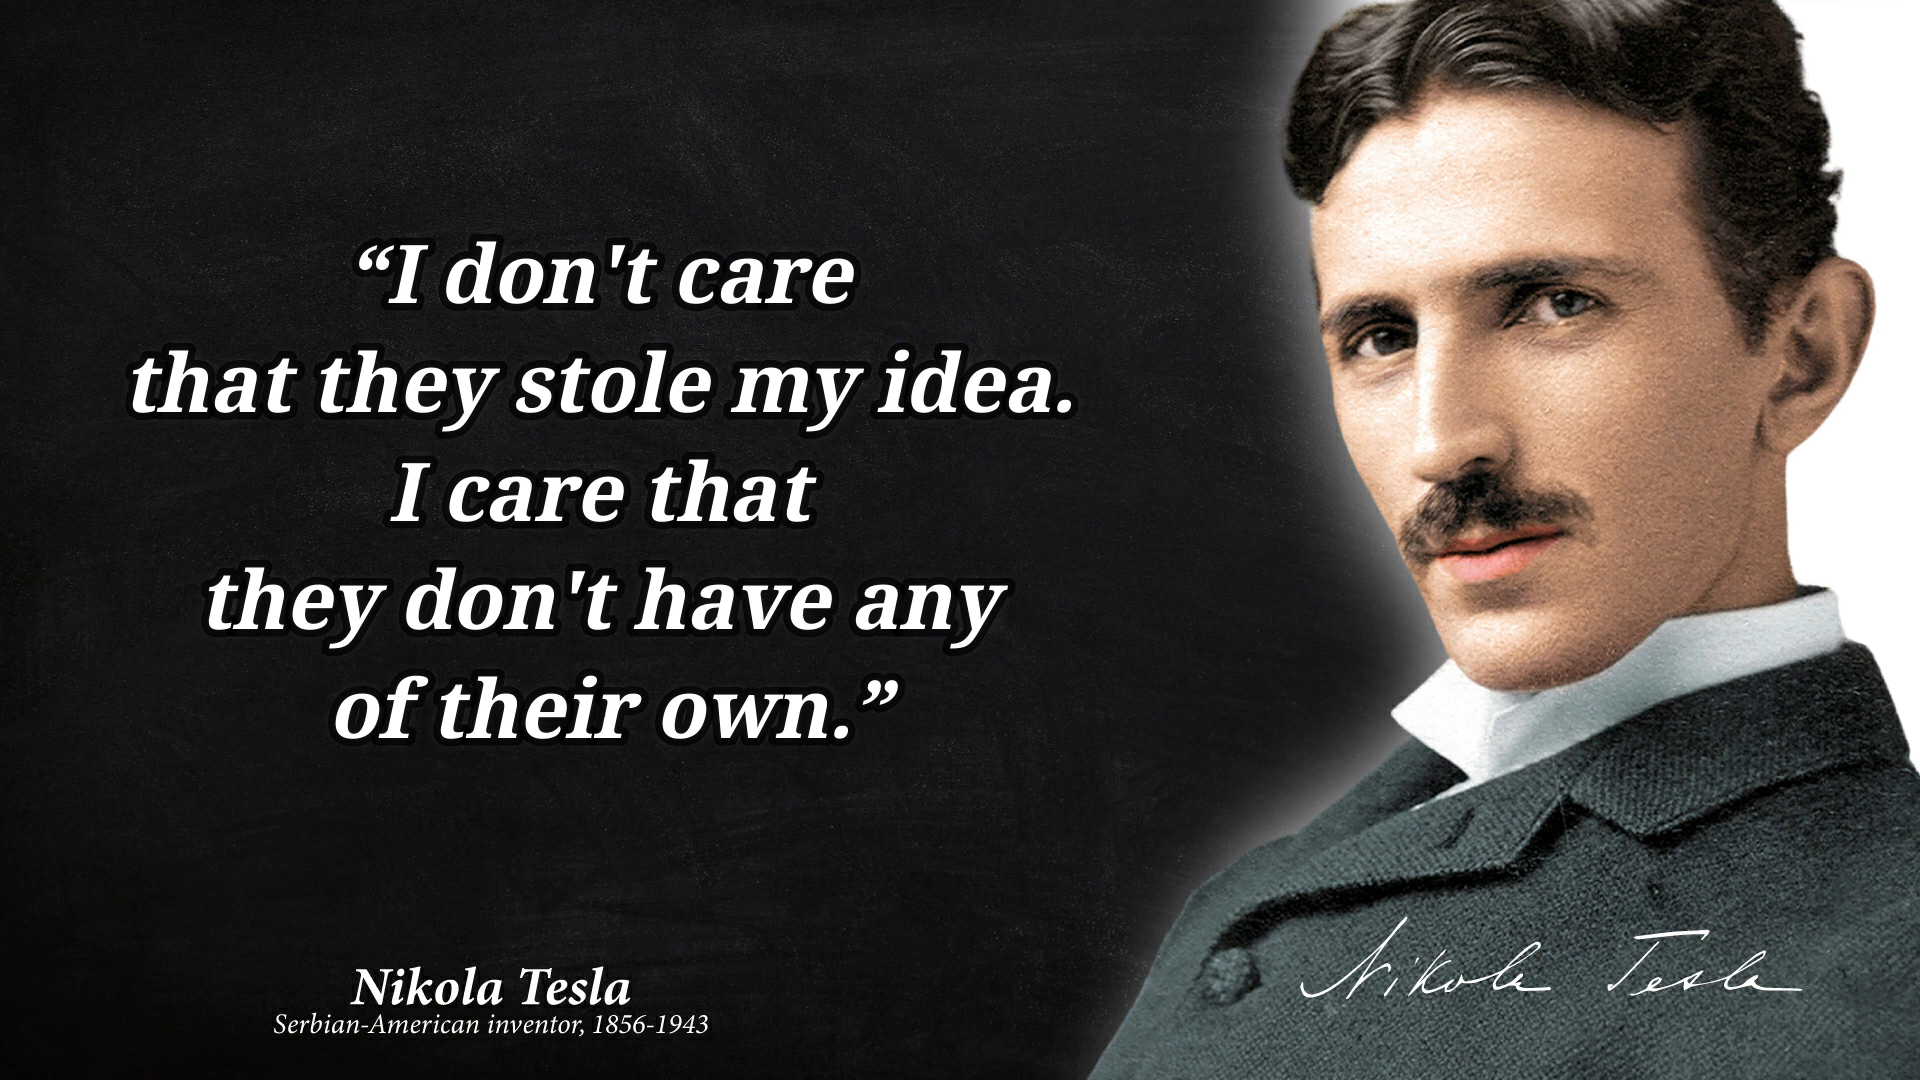 “I don't care
that they stole my idea.
I care that
they don't have any
of their own.”
Nikola Tesla
Serbian-American inventor, 1856-1943
Nikola Tesla